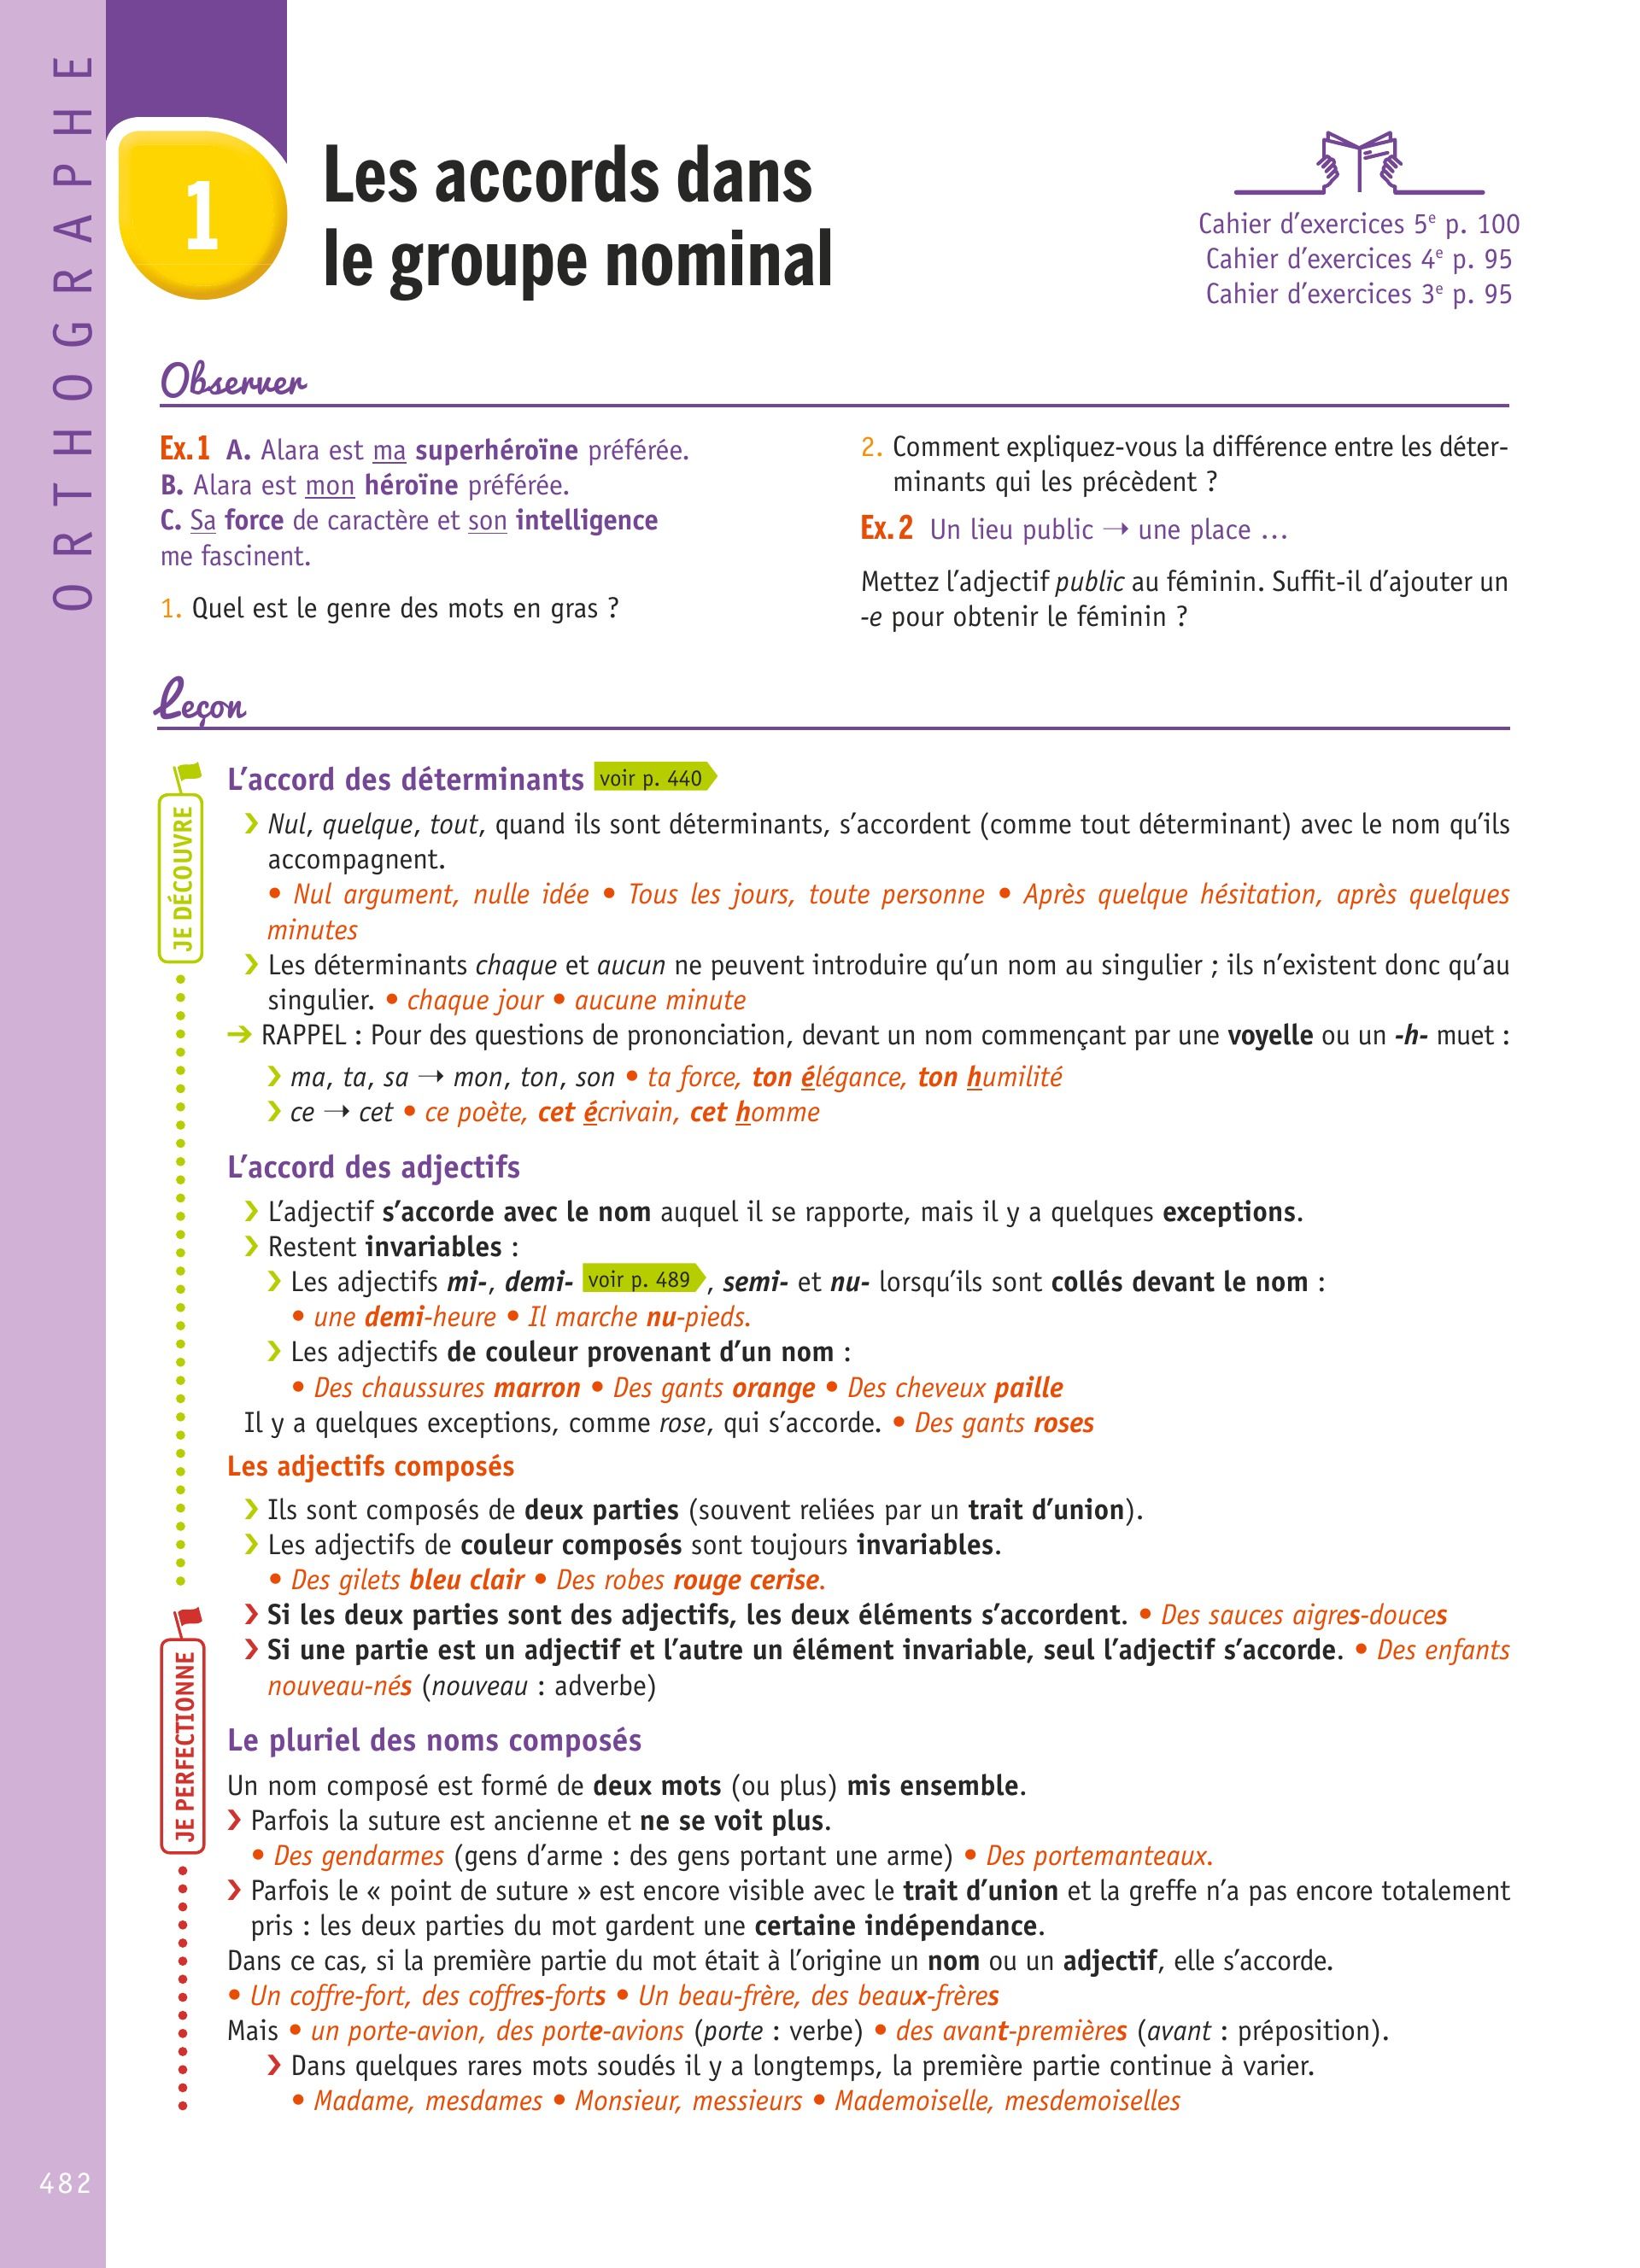 ORTHOGRAPHE
1
Les accords dans
le groupe nominal
Cahier d’exercices 5e p. 100
Cahier d’exercices 4e p. 95
Cahier d’exercices 3e p. 95
Observer
Ex.1 A. Alara est ma superhéroïne préférée.
B. Alara est mon héroïne préférée.
C. Sa force de caractère et son intelligence
me fascinent.
1. Quel est le genre des mots en gras ?
2. Comment expliquez-vous la différence entre les déter-
minants qui les précèdent ?
Ex.2 Un lieu public → une place …
Mettez l’adjectif public au féminin. Suffit-il d’ajouter un
-e pour obtenir le féminin ?
Leçon
JE DÉCOUVRE
L’accord des déterminants voir p. 440
› Nul, quelque, tout, quand ils sont déterminants, s’accordent (comme tout déterminant) avec le nom qu’ils
accompagnent.
• Nul argument, nulle idée • Tous les jours, toute personne • Après quelque hésitation, après quelques
minutes
› Les déterminants chaque et aucun ne peuvent introduire qu’un nom au singulier ; ils n’existent donc qu’au
singulier. • chaque jour • aucune minute
➔ RAPPEL : Pour des questions de prononciation, devant un nom commençant par une voyelle ou un -h- muet :
› ma, ta, sa → mon, ton, son • ta force, ton élégance, ton humilité
› ce → cet • ce poète, cet écrivain, cet homme
L’accord des adjectifs
› L’adjectif s’accorde avec le nom auquel il se rapporte, mais il y a quelques exceptions.
› Restent invariables :
› Les adjectifs mi-, demi- voir p. 489, semi- et nu- lorsqu’ils sont collés devant le nom :
• une demi-heure • Il marche nu-pieds.
› Les adjectifs de couleur provenant d’un nom :
• Des chaussures marron • Des gants orange • Des cheveux paille
Il y a quelques exceptions, comme rose, qui s’accorde. • Des gants roses
Les adjectifs composés
› Ils sont composés de deux parties (souvent reliées par un trait d’union).
› Les adjectifs de couleur composés sont toujours invariables.
• Des gilets bleu clair • Des robes rouge cerise.
JE PERFECTIONNE
› Si les deux parties sont des adjectifs, les deux éléments s’accordent. • Des sauces aigres-douces
› Si une partie est un adjectif et l’autre un élément invariable, seul l’adjectif s’accorde. • Des enfants
nouveau-nés (nouveau : adverbe)
Le pluriel des noms composés
Un nom composé est formé de deux mots (ou plus) mis ensemble.
› Parfois la suture est ancienne et ne se voit plus.
• Des gendarmes (gens d’arme : des gens portant une arme) • Des portemanteaux.
› Parfois le « point de suture » est encore visible avec le trait d’union et la greffe n’a pas encore totalement
pris : les deux parties du mot gardent une certaine indépendance.
Dans ce cas, si la première partie du mot était à l’origine un nom ou un adjectif, elle s’accorde.
• Un coffre-fort, des coffres-forts • Un beau-frère, des beaux-frères
Mais • un porte-avion, des porte-avions (porte : verbe) • des avant-premières (avant : préposition).
› Dans quelques rares mots soudés il y a longtemps, la première partie continue à varier.
• Madame, mesdames • Monsieur, messieurs • Mademoiselle, mesdemoiselles
482